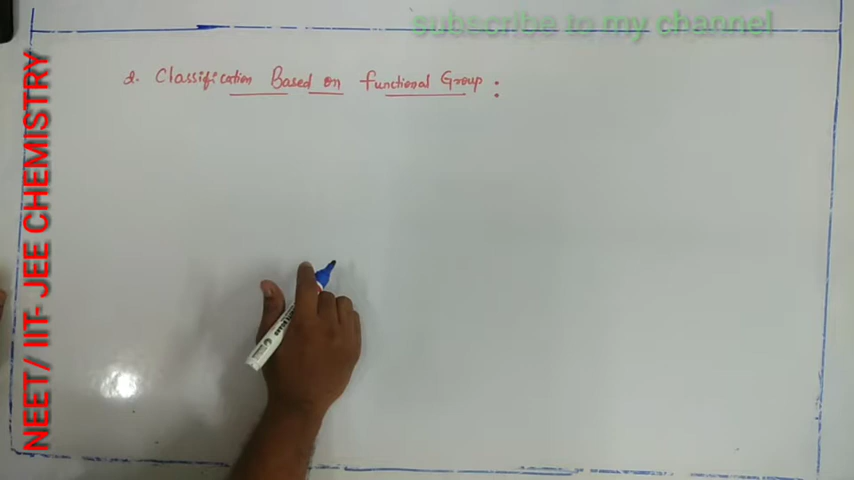 subscribe to my channel
2. Classification Based on functional Group :
NEET/ IIT- JEE CHEMISTRY